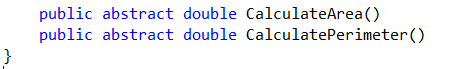 public abstract double CalculateArea()
public abstract double CalculatePerimeter()
}